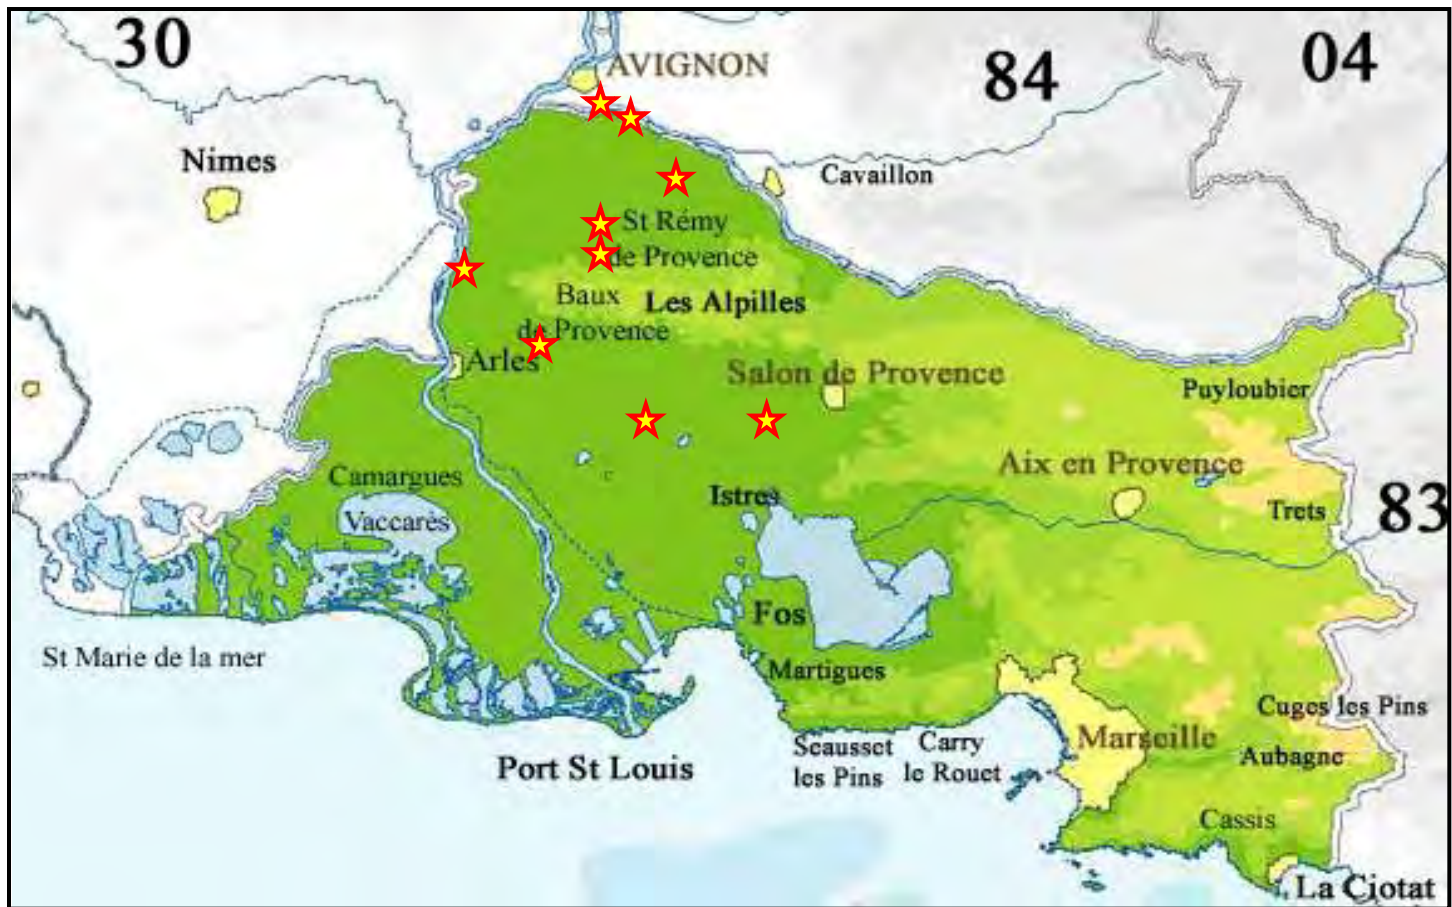 30
AVIGNON
84
04
Nimes
Cavaillon
St Rémy
de Provence
Baux
de Provence
Les Alpilles
Arles
Salon de Provence
Puyloubier
Camargues
Aix en Provence
Vaccarès
Istres
Trets
83
Fos
St Marie de la mer
Martigues
Cuges les Pins
Port St Louis
Seausset
les Pins
Carry
le Rouet
Marseille
Aubagne
Cassis
La Ciotat